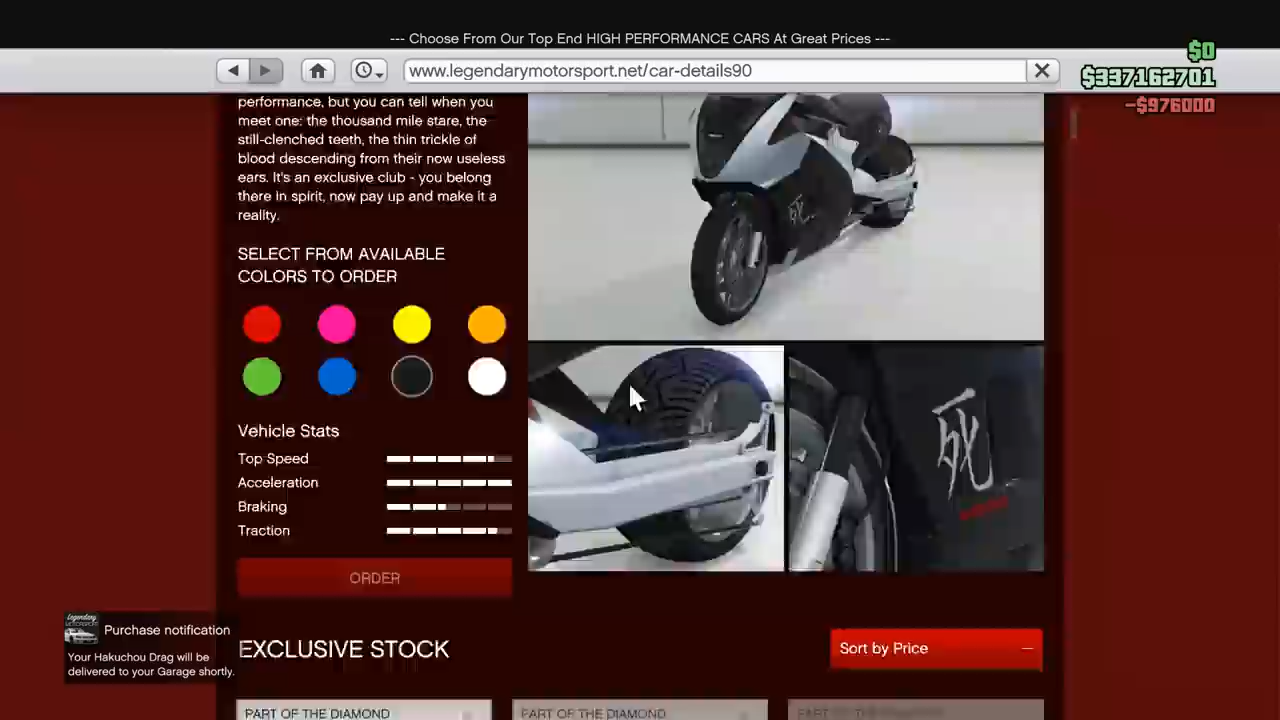 --- Choose From Our Top End HIGH PERFORMANCE CARS At Great Prices ---
www.legendarymotorsport.net/car-details90
$0
$337162701
-$976000
performance, but you can tell when you
meet one: the thousand mile stare, the
still-clenched teeth, the thin trickle of
blood descending from their now useless
ears. It's an exclusive club - you belong
there in spirit, now pay up and make it a
reality.
SELECT FROM AVAILABLE
COLORS TO ORDER
Vehicle Stats
Top Speed
Acceleration
Braking
Traction
ORDER
死
死
Purchase notification
Your Hakuchou Drag will be
delivered to your Garage shortly.
EXCLUSIVE STOCK
Sort by Price
PART OF THE DIAMOND
PART OF THE DIAMOND